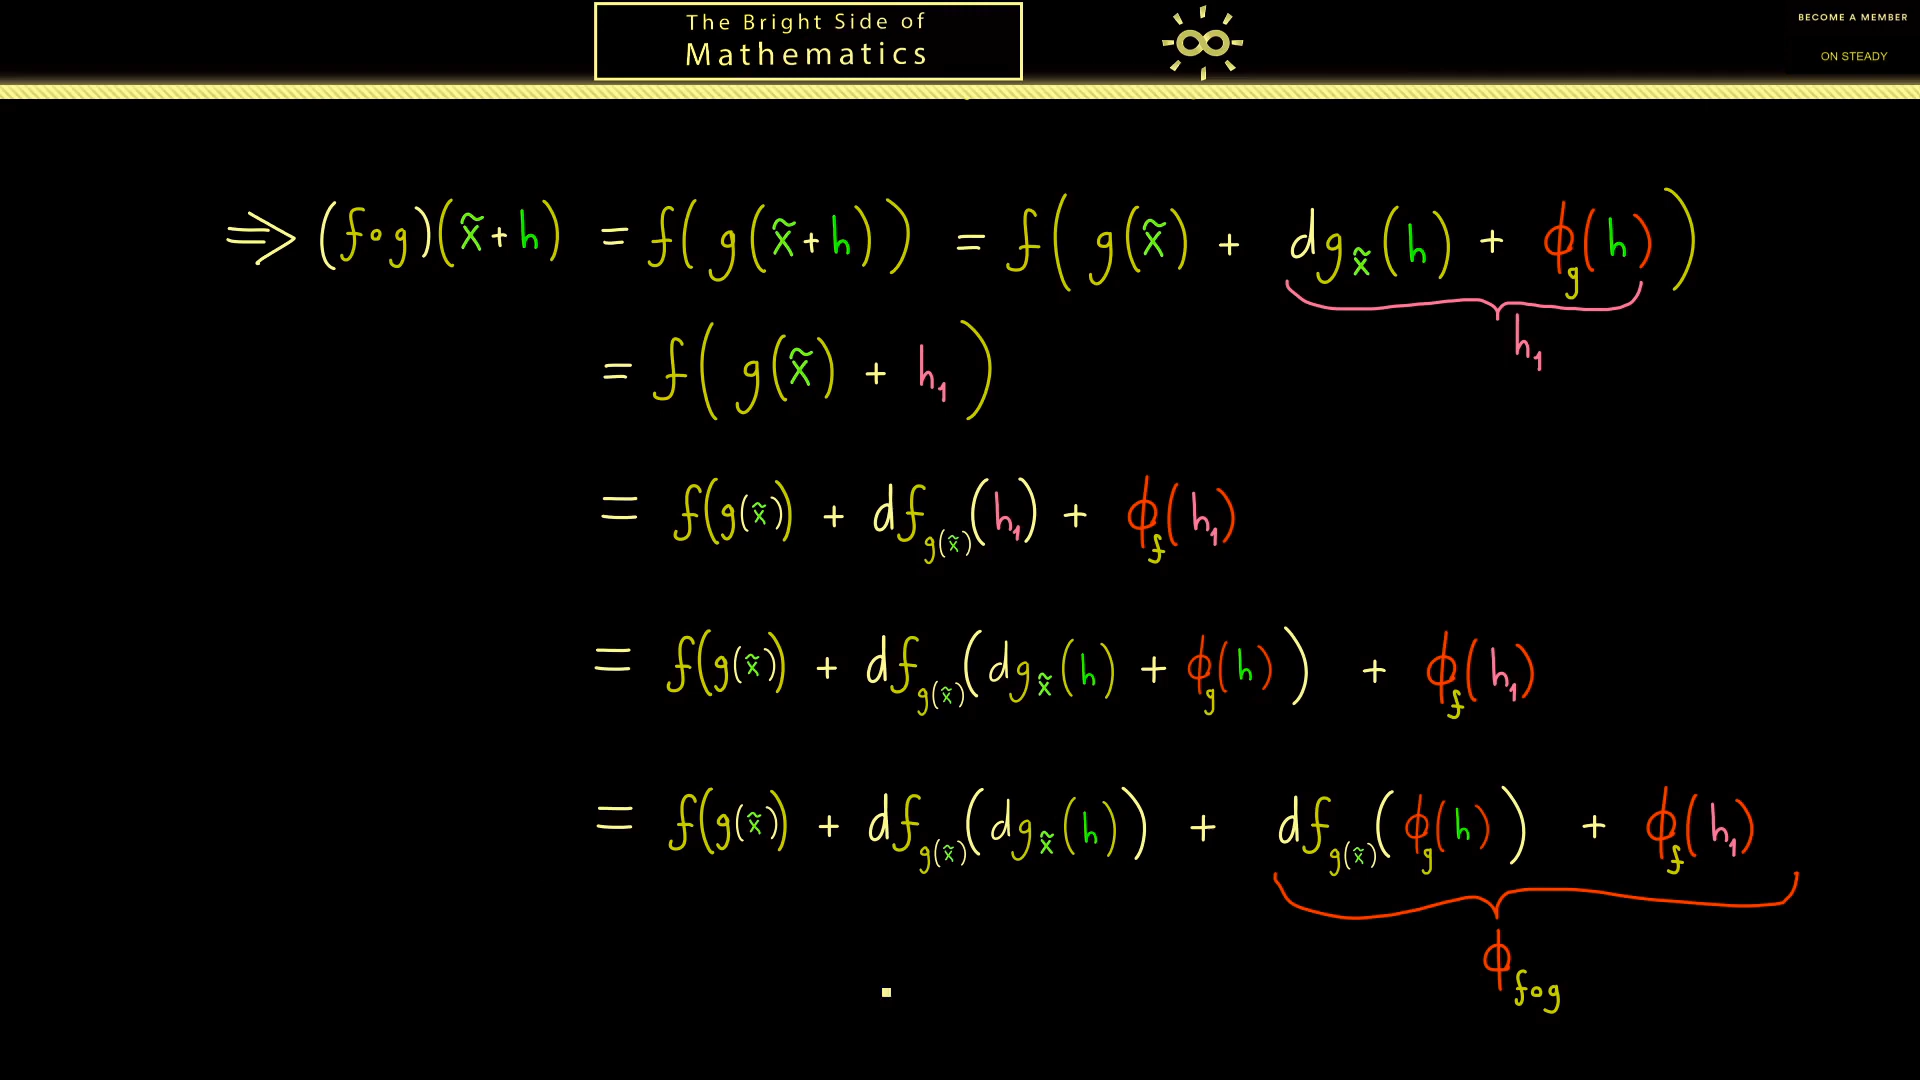 The Bright Side of
Mathematics
BECOME A MEMBER
ON STEADY
⇒ (f∘g)(x̃+h) = f(g(x̃+h)) = f(g(x̃) + dg_x̃(h) + ϕ_g(h))
h₁
= f(g(x̃) + h₁)
= f(g(x̃)) + df_g(x̃)(h₁) + ϕ_f(h₁)
= f(g(x̃)) + df_g(x̃)(dg_x̃(h) + ϕ_g(h)) + ϕ_f(h₁)
= f(g(x̃)) + df_g(x̃)(dg_x̃(h)) + df_g(x̃)(ϕ_g(h)) + ϕ_f(h₁)
ϕ_f∘g